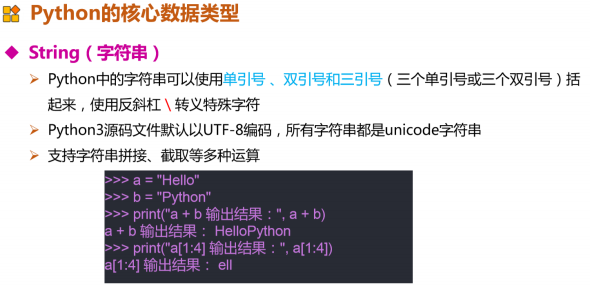 Python的核心数据类型
String（字符串）
Python中的字符串可以使用单引号 、双引号和三引号（三个单引号或三个双引号）括
起来，使用反斜杠 \ 转义特殊字符
Python3源码文件默认以UTF-8编码，所有字符串都是unicode字符串
支持字符串拼接、截取等多种运算
>>> a = "Hello"
>>> b = "Python"
>>> print("a + b 输出结果：", a + b)
a + b 输出结果： HelloPython
>>> print("a[1:4] 输出结果：", a[1:4])
a[1:4] 输出结果： ell